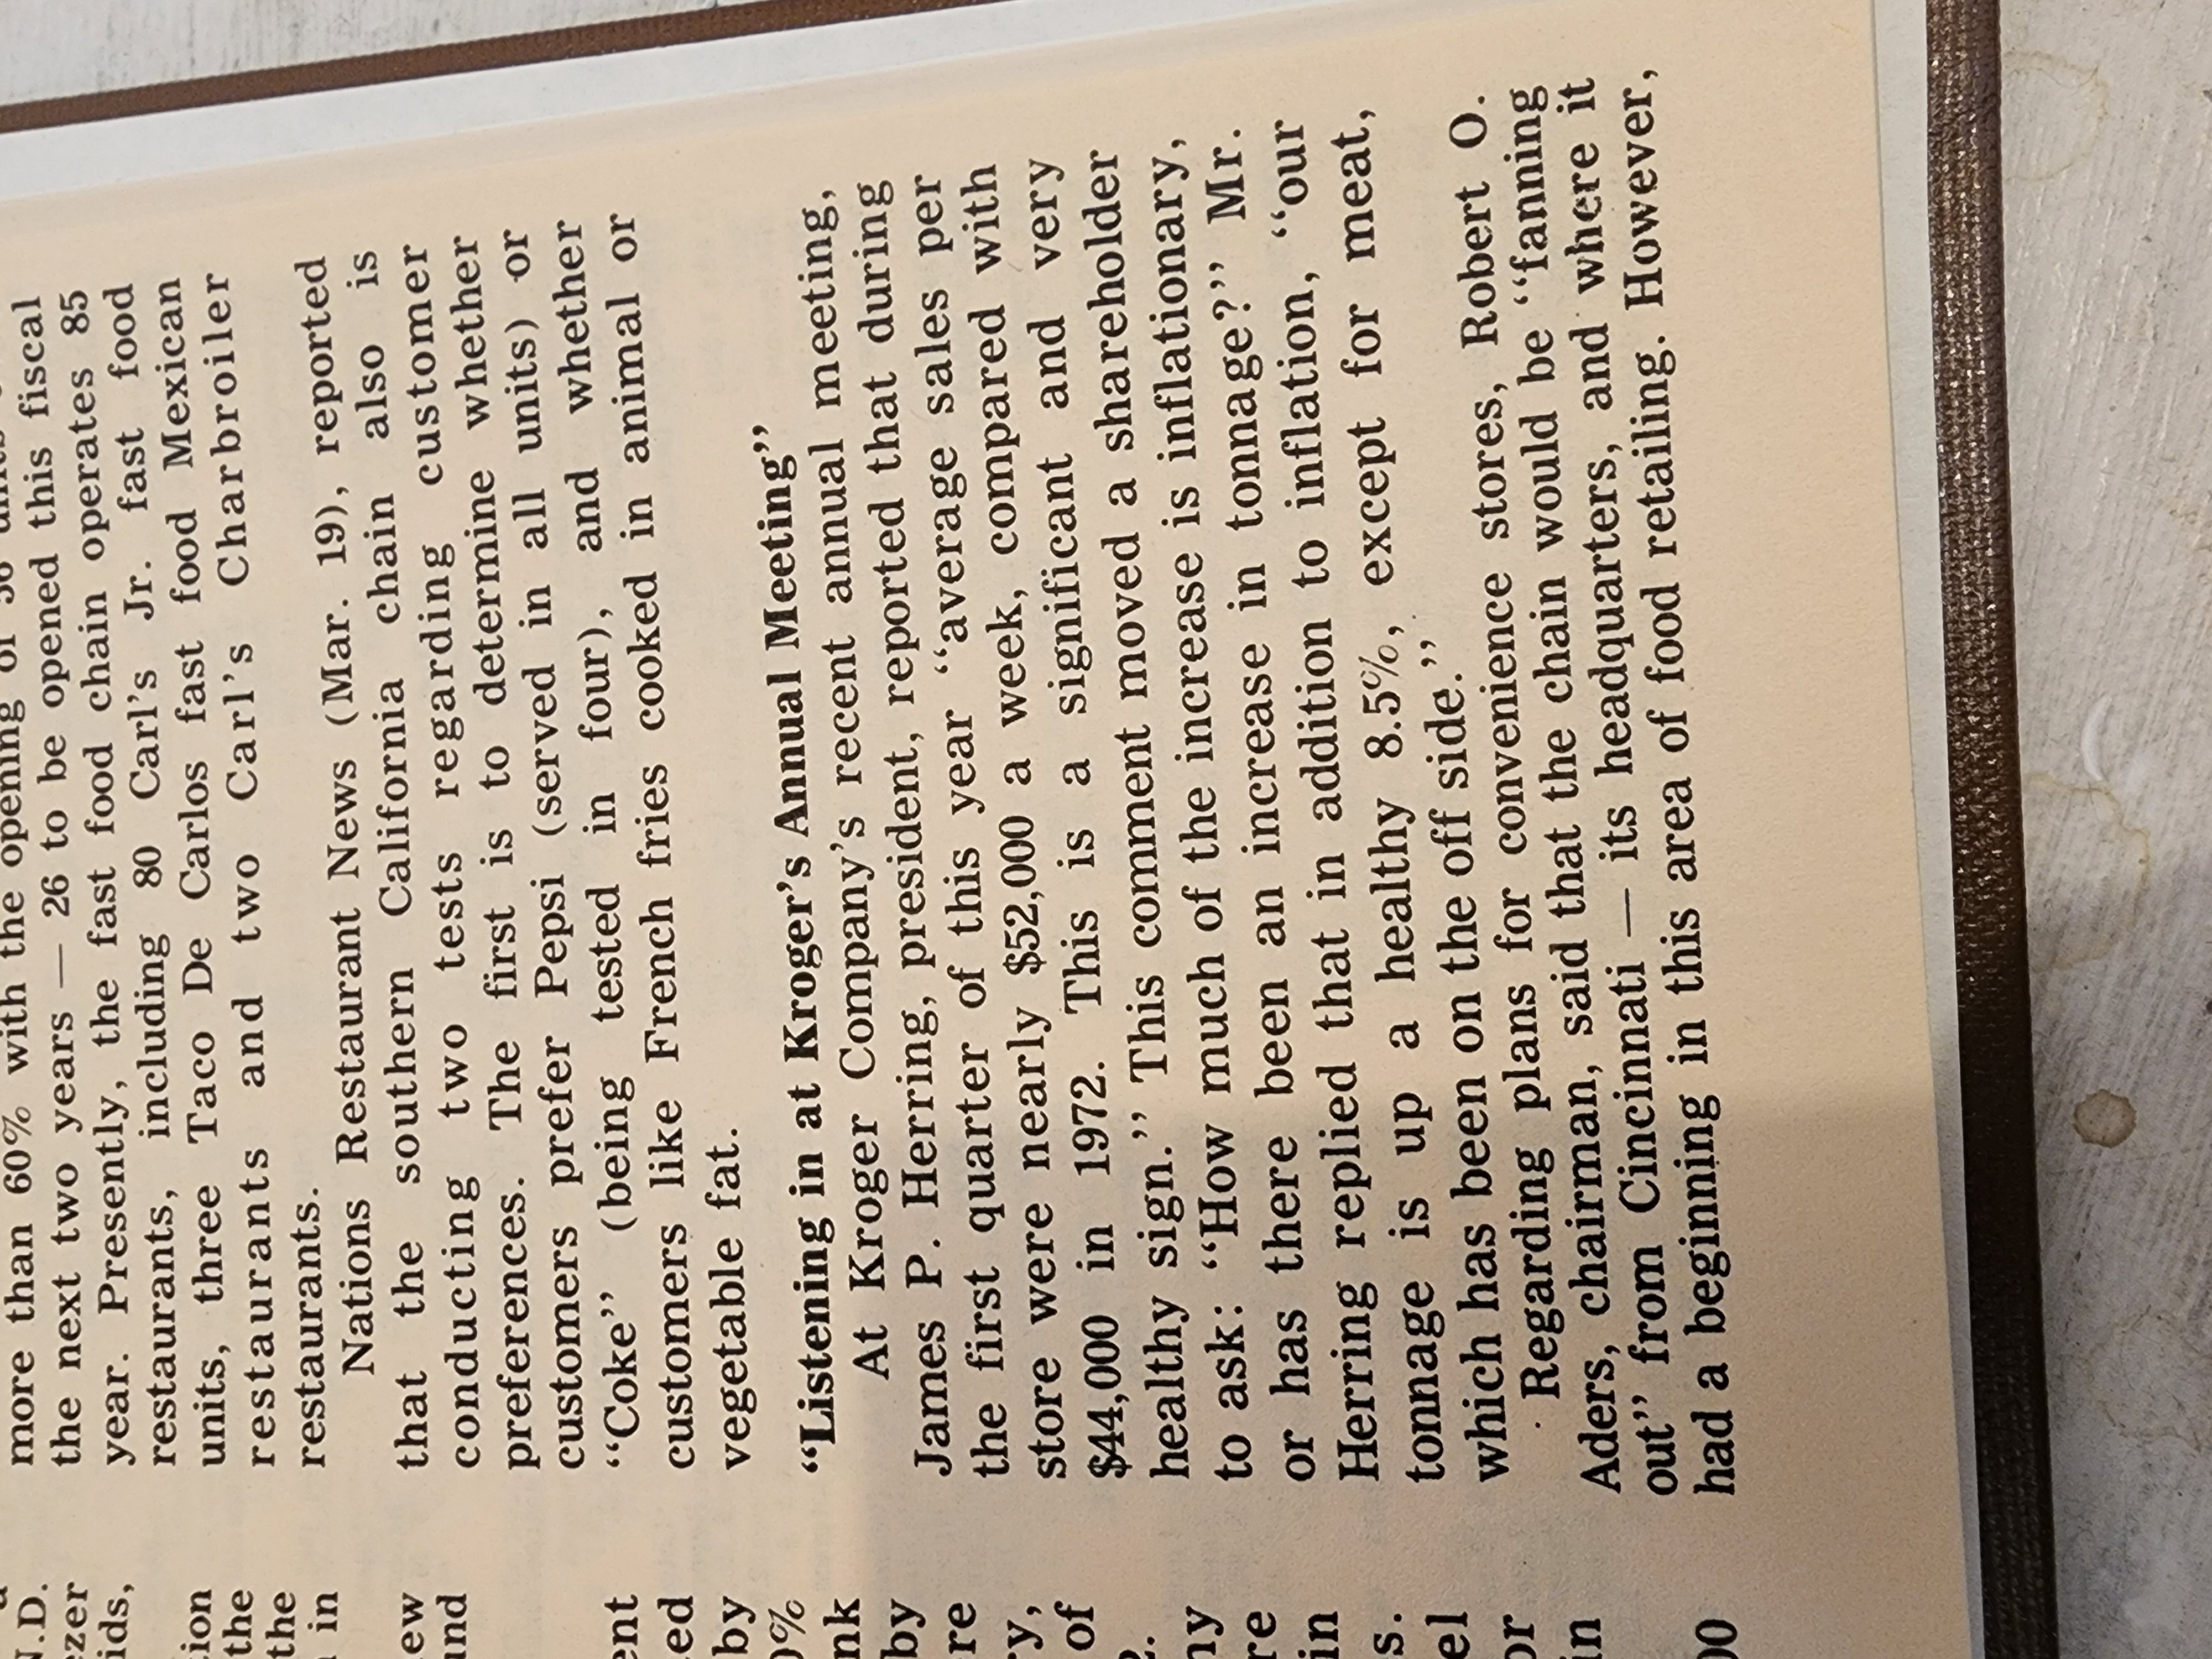 more than 60% with the opening of
the next two years — 26 to be opened this fiscal
year. Presently, the fast food chain operates 85
restaurants, including 80 Carl's Jr. fast food
units, three Taco De Carlos fast food Mexican
restaurants and two Carl's Charbroiler
restaurants.
Nations Restaurant News (Mar. 19), reported
that the southern California chain also is
conducting two tests regarding customer
preferences. The first is to determine whether
customers prefer Pepsi (served in all units) or
"Coke" (being tested in four), and whether
customers like French fries cooked in animal or
vegetable fat.
"Listening in at Kroger's Annual Meeting"
At Kroger Company's recent annual meeting,
James P. Herring, president, reported that during
the first quarter of this year "average sales per
store were nearly $52,000 a week, compared with
$44,000 in 1972. This is a significant and very
healthy sign." This comment moved a shareholder
to ask: "How much of the increase is inflationary,
or has there been an increase in tonnage?" Mr.
Herring replied that in addition to inflation, "our
tonnage is up a healthy 8.5%, except for meat,
which has been on the off side."
Regarding plans for convenience stores, Robert O.
Aders, chairman, said that the chain would be "fanning
out" from Cincinnati — its headquarters, and where it
had a beginning in this area of food retailing. However,